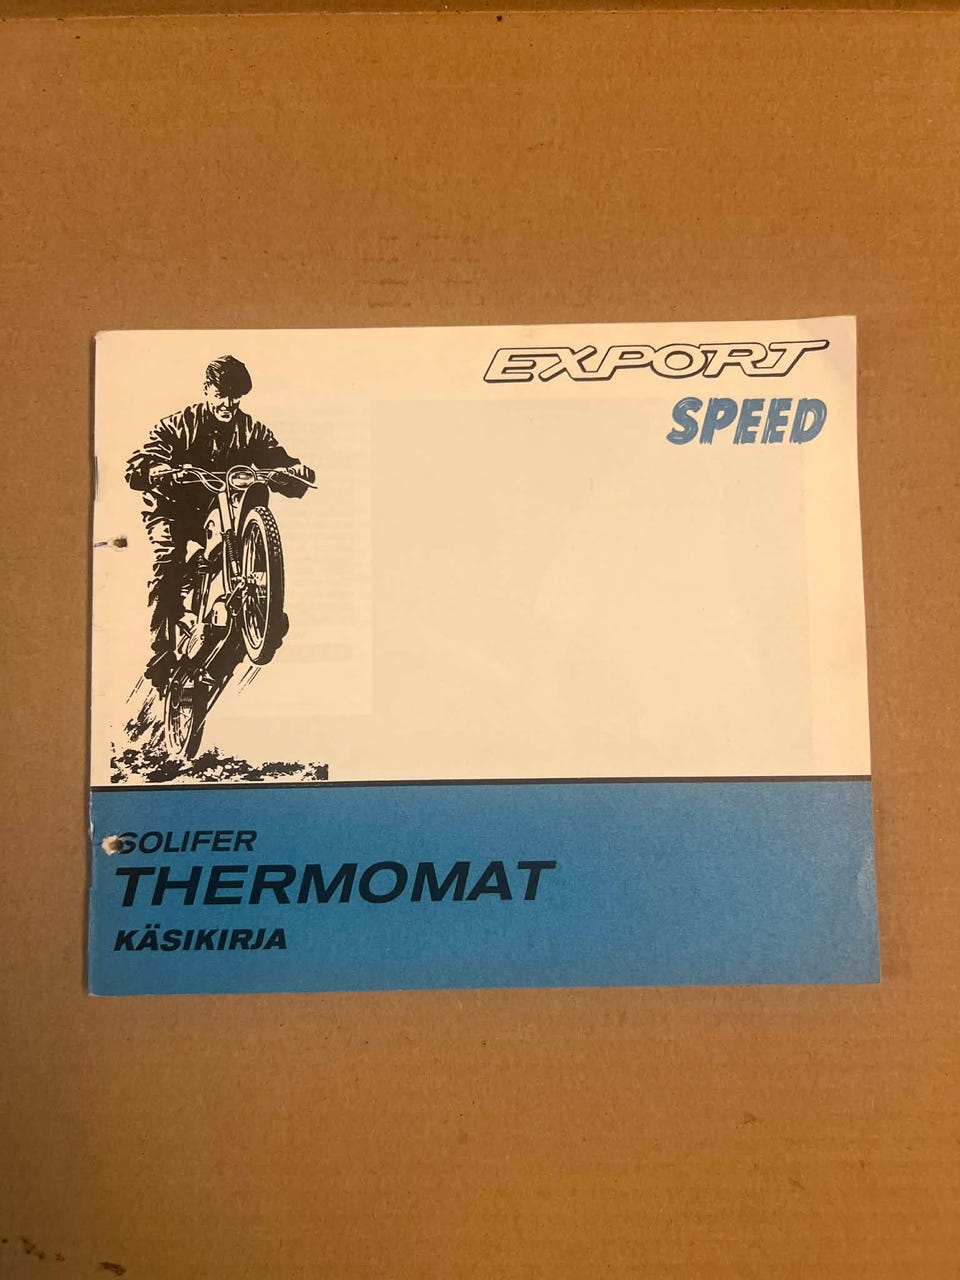 EXPORT
SPEED
SOLIFER
THERMOMAT
KÄSIKIRJA